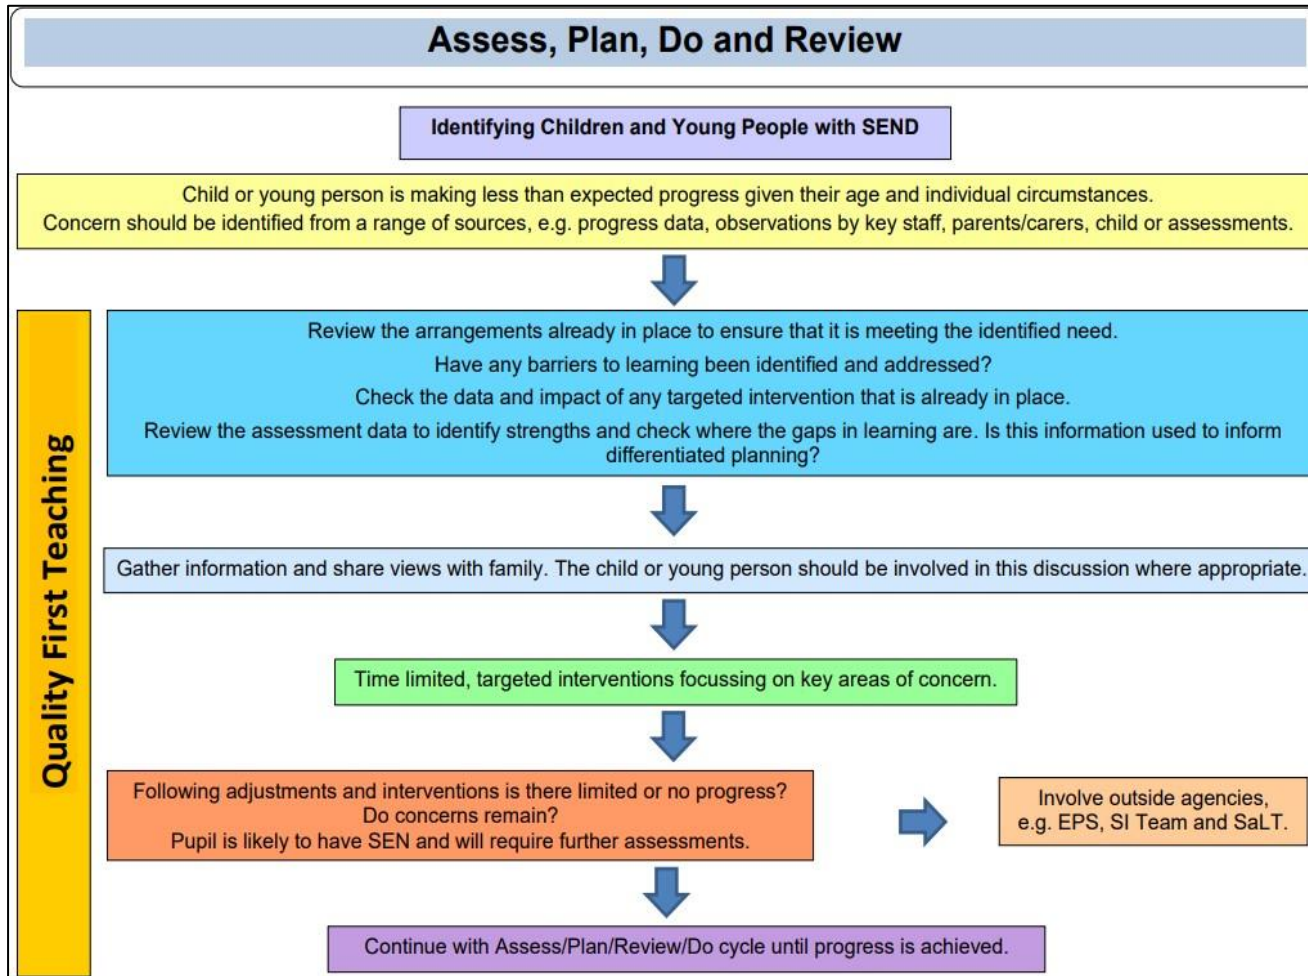 Assess, Plan, Do and Review
Identifying Children and Young People with SEND
Child or young person is making less than expected progress given their age and individual circumstances.
Concern should be identified from a range of sources, e.g. progress data, observations by key staff, parents/carers, child or assessments.
Quality First Teaching
Review the arrangements already in place to ensure that it is meeting the identified need.
Have any barriers to learning been identified and addressed?
Check the data and impact of any targeted intervention that is already in place.
Review the assessment data to identify strengths and check where the gaps in learning are. Is this information used to inform
differentiated planning?
Gather information and share views with family. The child or young person should be involved in this discussion where appropriate.
Time limited, targeted interventions focussing on key areas of concern.
Following adjustments and interventions is there limited or no progress?
Do concerns remain?
Pupil is likely to have SEN and will require further assessments.
Involve outside agencies,
e.g. EPS, SI Team and SaLT.
Continue with Assess/Plan/Review/Do cycle until progress is achieved.